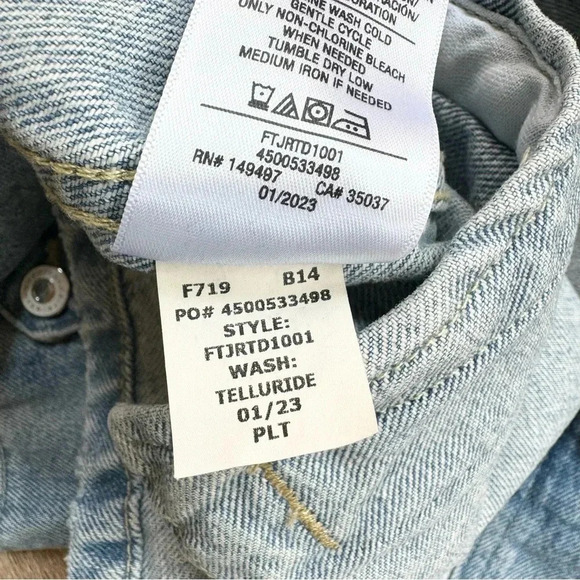 GENTLE CYCLE
ONLY NON-CHLORINE BLEACH
WHEN NEEDED
TUMBLE DRY LOW
MEDIUM IRON IF NEEDED
FTJRTD1001
4500533498
RN# 149497 CA# 35037
01/2023
F719 B14
PO# 4500533498
STYLE:
FTJRTD1001
WASH:
TELLURIDE
01/23
PLT